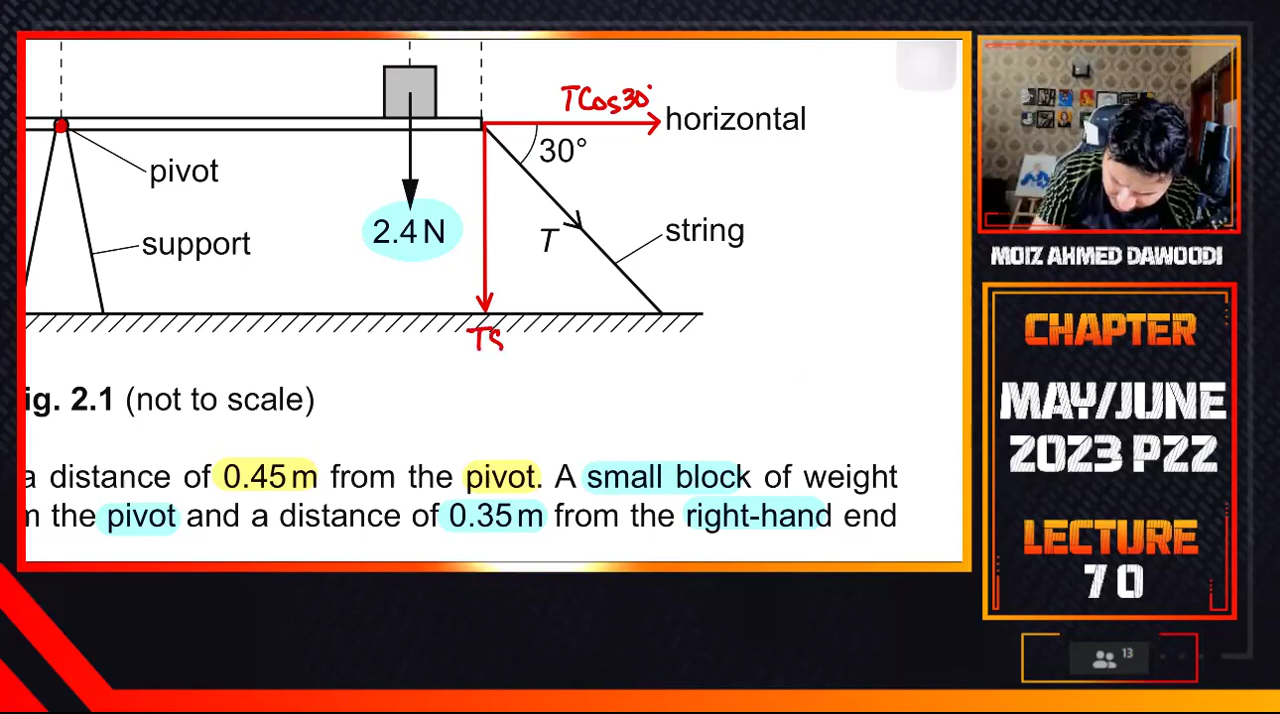 TCos30°
horizontal
30°
pivot
2.4 N
string
support
T
TS
ig. 2.1 (not to scale)
a distance of 0.45 m from the pivot. A small block of weight
the pivot and a distance of 0.35 m from the right-hand end
MOIZ AHMED DAWOODI
CHAPTER
MAY/JUNE
2023 P22
LECTURE
70
13